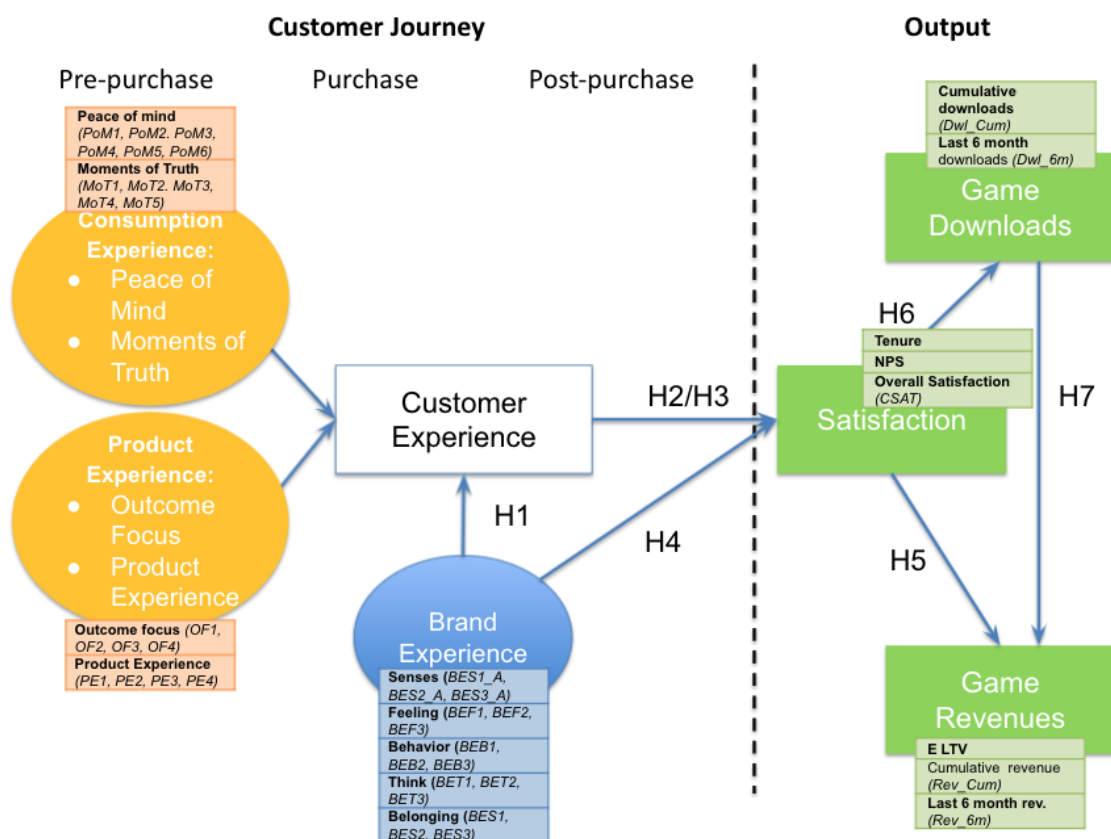 Customer Journey
Output
Pre-purchase
Purchase
Post-purchase
Peace of mind
(PoM1, PoM2. PoM3,
PoM4, PoM5, PoM6)
Moments of Truth
(MoT1, MoT2. MoT3,
MoT4, MoT5)
Consumption
Experience:
● Peace of
Mind
● Moments of
Truth
Product
Experience:
● Outcome
Focus
● Product
Experience
Outcome focus (OF1,
OF2, OF3, OF4)
Product Experience
(PE1, PE2, PE3, PE4)
Customer
Experience
H1
H2/H3
H4
Brand
Experience
Senses (BES1_A,
BES2_A, BES3_A)
Feeling (BEF1, BEF2,
BEF3)
Behavior (BEB1,
BEB2, BEB3)
Think (BET1, BET2,
BET3)
Belonging (BES1,
BES2, BES3)
Cumulative
downloads
(Dwl_Cum)
Last 6 month
downloads (Dwl_6m)
Game
Downloads
H6
Tenure
NPS
Overall Satisfaction
(CSAT)
Satisfaction
H7
H5
Game
Revenues
E LTV
Cumulative revenue
(Rev_Cum)
Last 6 month rev.
(Rev_6m)